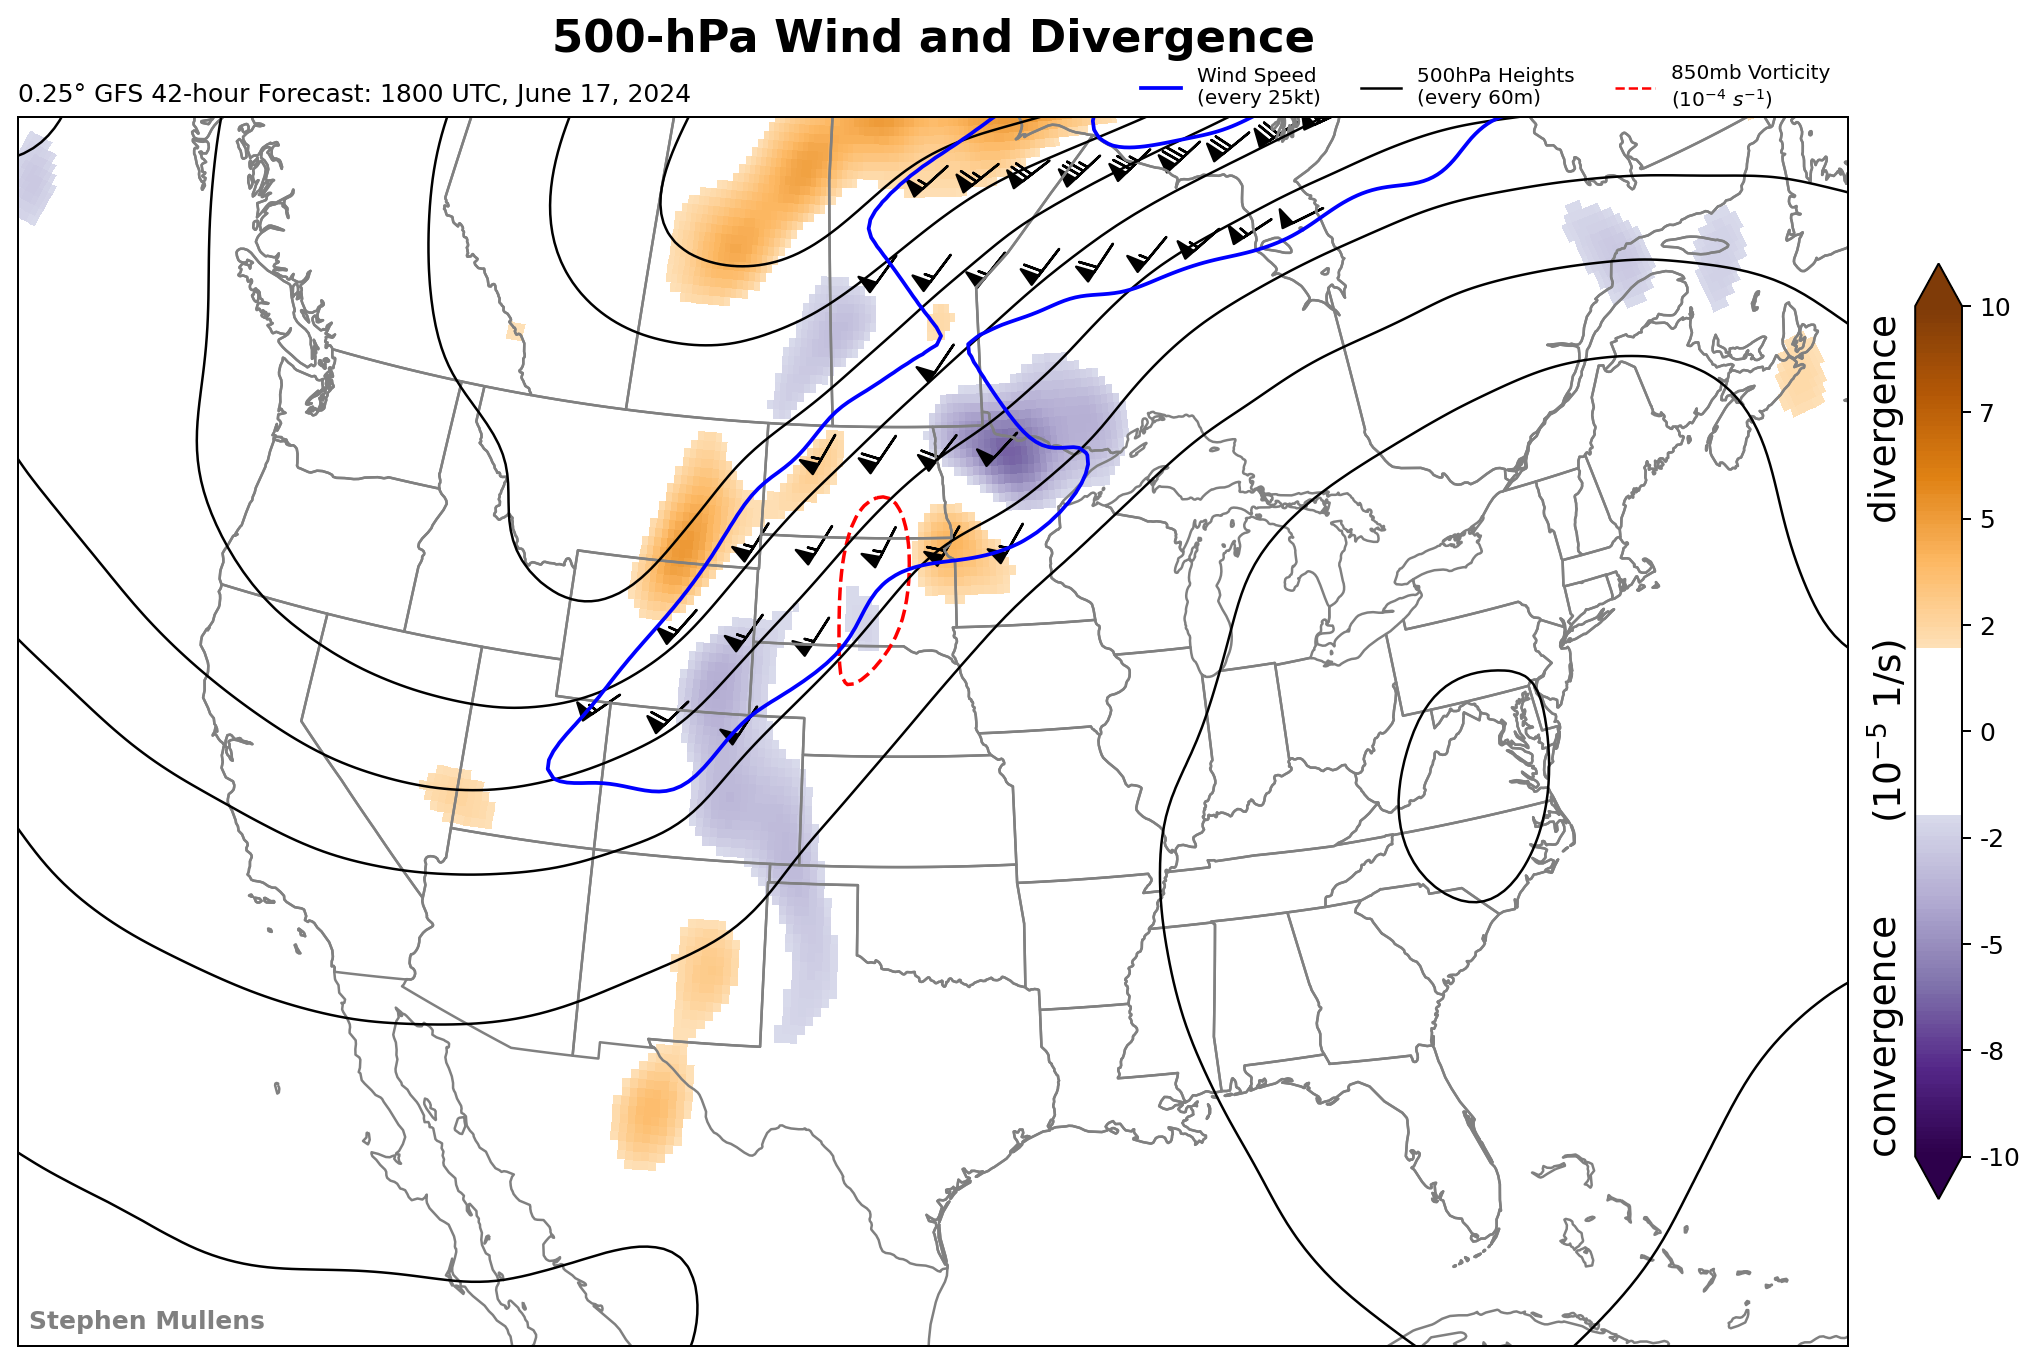 500-hPa Wind and Divergence
0.25° GFS 42-hour Forecast: 1800 UTC, June 17, 2024
Wind Speed
(every 25kt)
500hPa Heights
(every 60m)
850mb Vorticity
(10⁻⁴ s⁻¹)
10
7
5
2
0
-2
-5
-8
-10
convergence (10⁻⁵ 1/s) divergence
Stephen Mullens